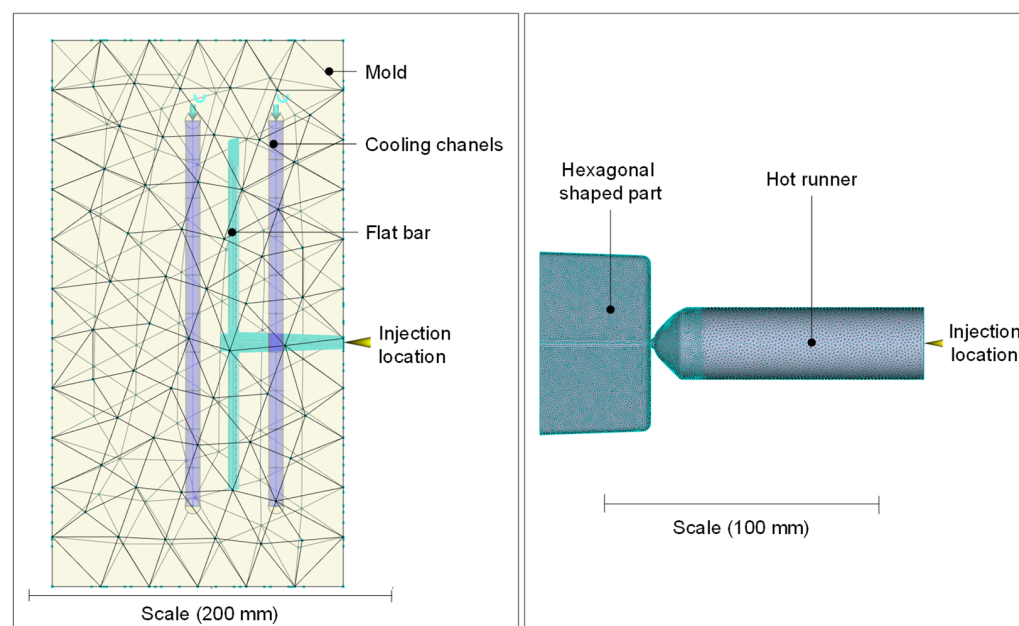 Mold
Cooling chanels
Flat bar
Injection
location
Scale (200 mm)
Hexagonal
shaped part
Hot runner
Injection
location
Scale (100 mm)